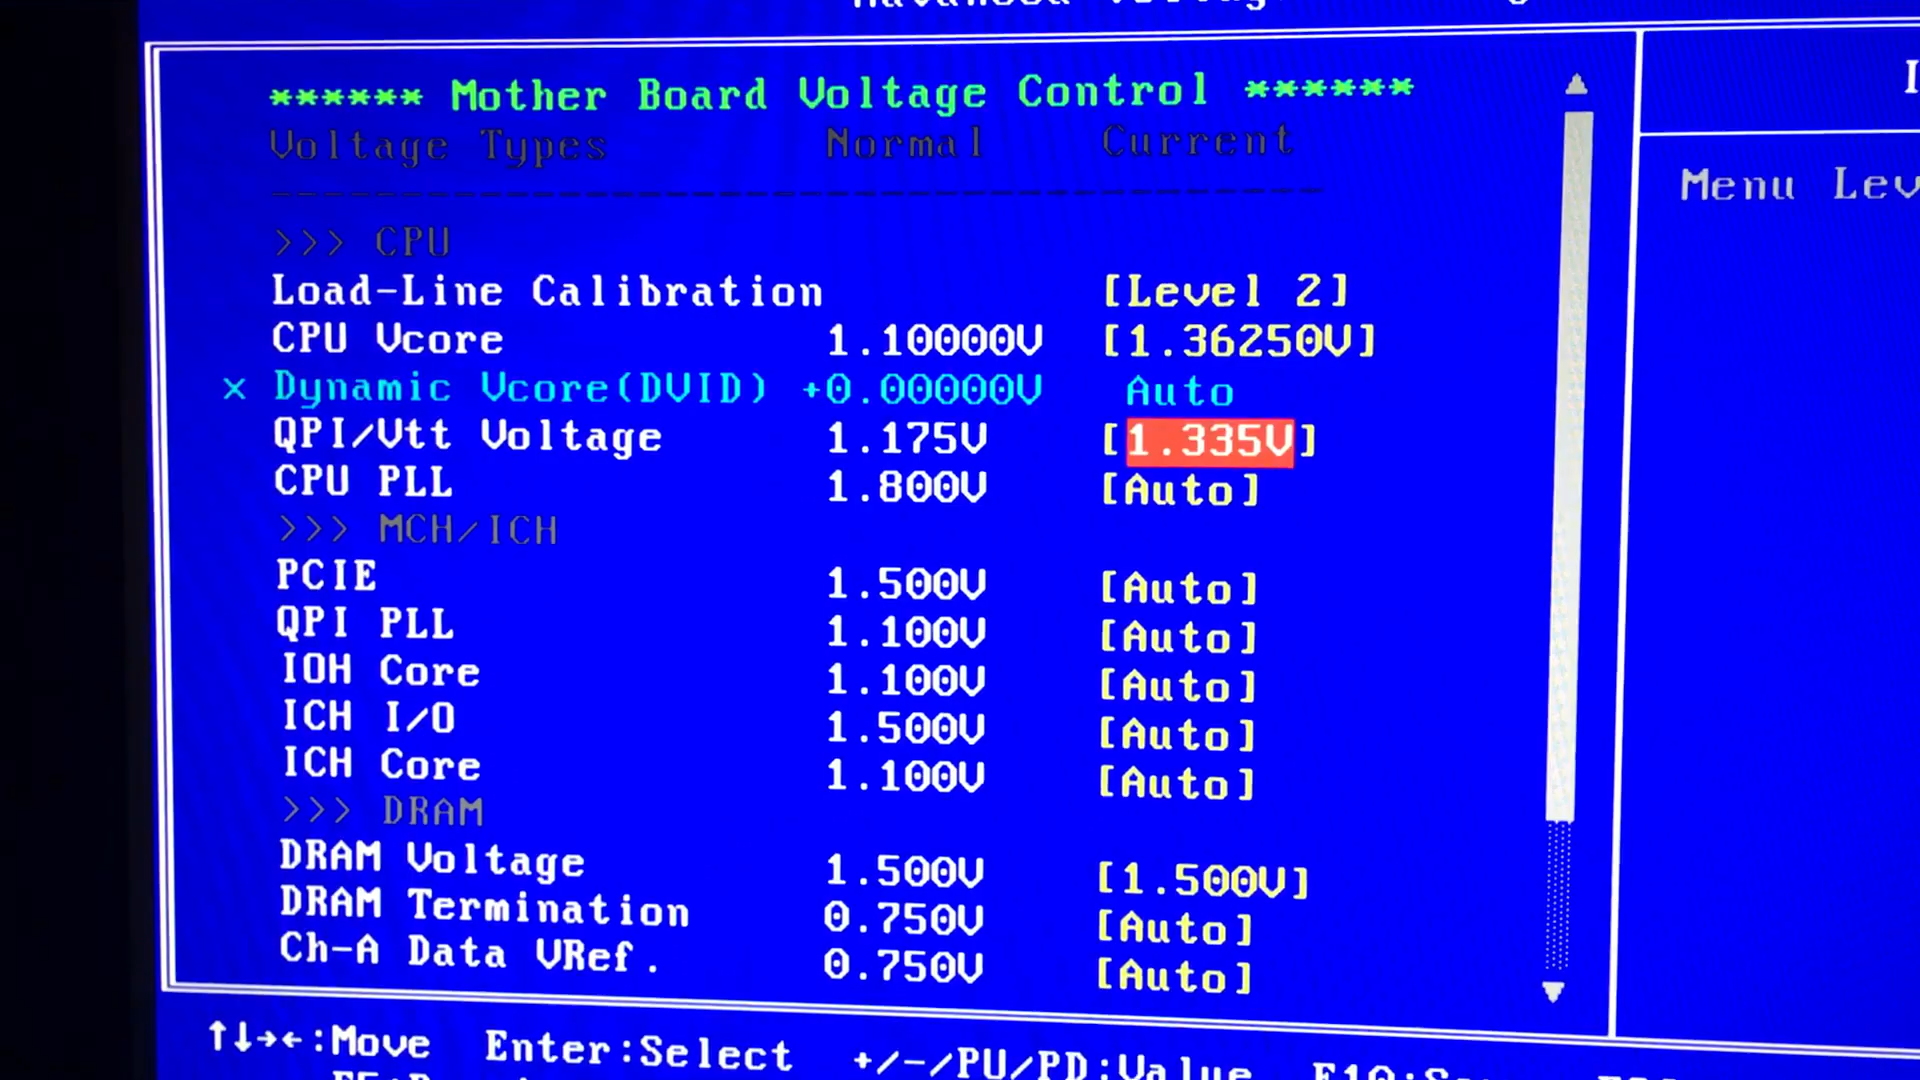 Advanced
****** Mother Board Voltage Control ******
Voltage Types Normal Current
--------------------------------------------
Menu Lev
>>> CPU
Load-Line Calibration [Level 2]
CPU Vcore 1.10000V [1.36250V]
x Dynamic Vcore(DVID) +0.00000V Auto
QPI/Vtt Voltage 1.175V [1.335V]
CPU PLL 1.800V [Auto]
>>> MCH/ICH
PCIE 1.500V [Auto]
QPI PLL 1.100V [Auto]
IOH Core 1.100V [Auto]
ICH I/O 1.500V [Auto]
ICH Core 1.100V [Auto]
>>> DRAM
DRAM Voltage 1.500V [1.500V]
DRAM Termination 0.750V [Auto]
Ch-A Data VRef. 0.750V [Auto]
↑↓→←:Move Enter:Select +/-/PU/PD:Value